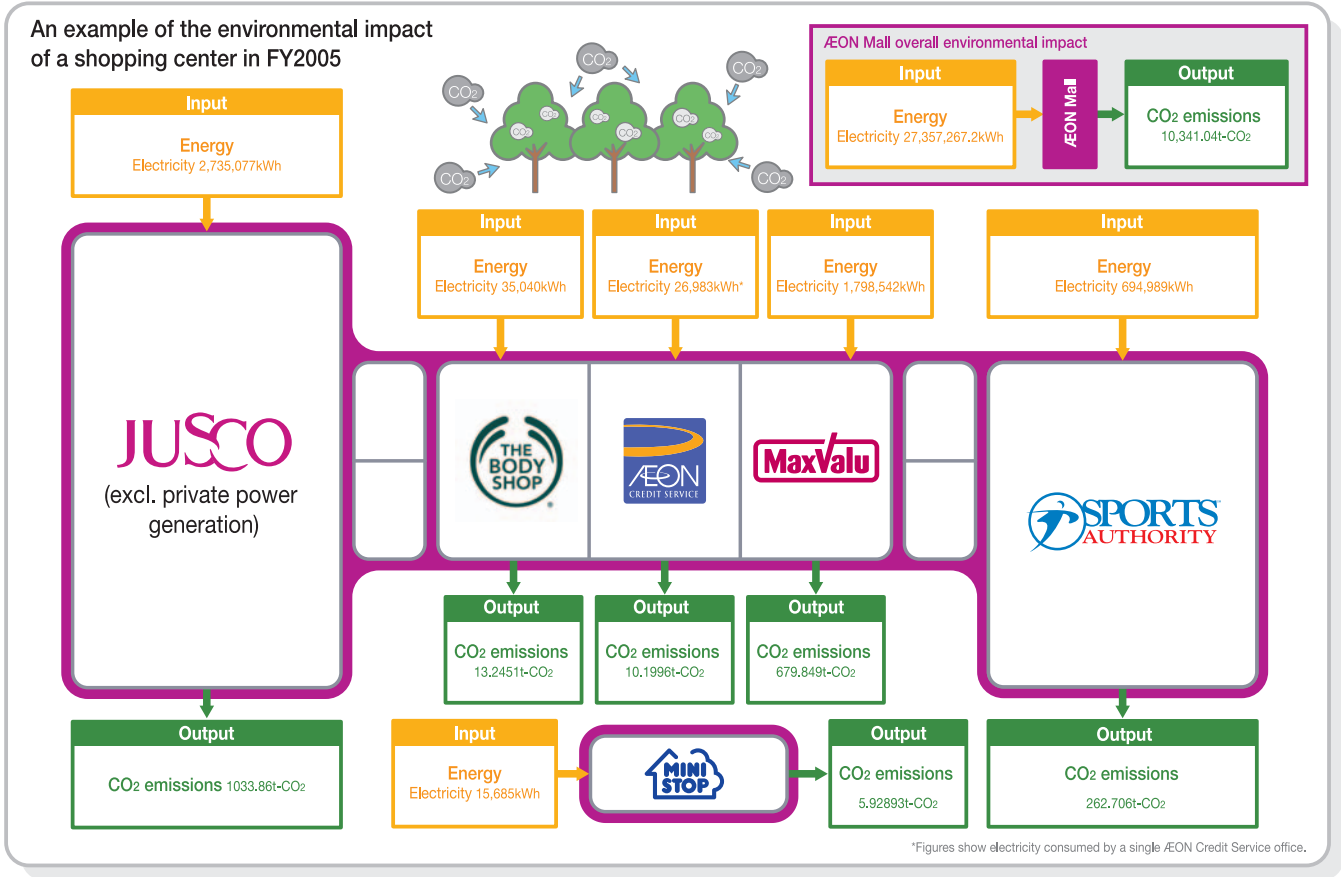 An example of the environmental impact
of a shopping center in FY2005
Input
Energy
Electricity 2,735,077kWh
CO2
CO2
CO2
CO2
CO2
CO2
CO2
CO2
CO2
CO2
CO2
ÆON Mall overall environmental impact
Input
Energy
Electricity 27,357,267.2kWh
ÆON Mall
Output
CO2 emissions
10,341.04t-CO2
Input
Energy
Electricity 35,040kWh
Input
Energy
Electricity 26,983kWh*
Input
Energy
Electricity 1,798,542kWh
Input
Energy
Electricity 694,989kWh
JUSCO
(excl. private power
generation)
THE
BODY
SHOP
ÆON
CREDIT SERVICE
MaxValu
SPORTS
AUTHORITY
Output
CO2 emissions
13.2451t-CO2
Output
CO2 emissions
10.1996t-CO2
Output
CO2 emissions
679.849t-CO2
Output
CO2 emissions 1033.86t-CO2
Input
Energy
Electricity 15,685kWh
MINI
STOP
Output
CO2 emissions
5.92893t-CO2
Output
CO2 emissions
262.706t-CO2
*Figures show electricity consumed by a single ÆON Credit Service office.